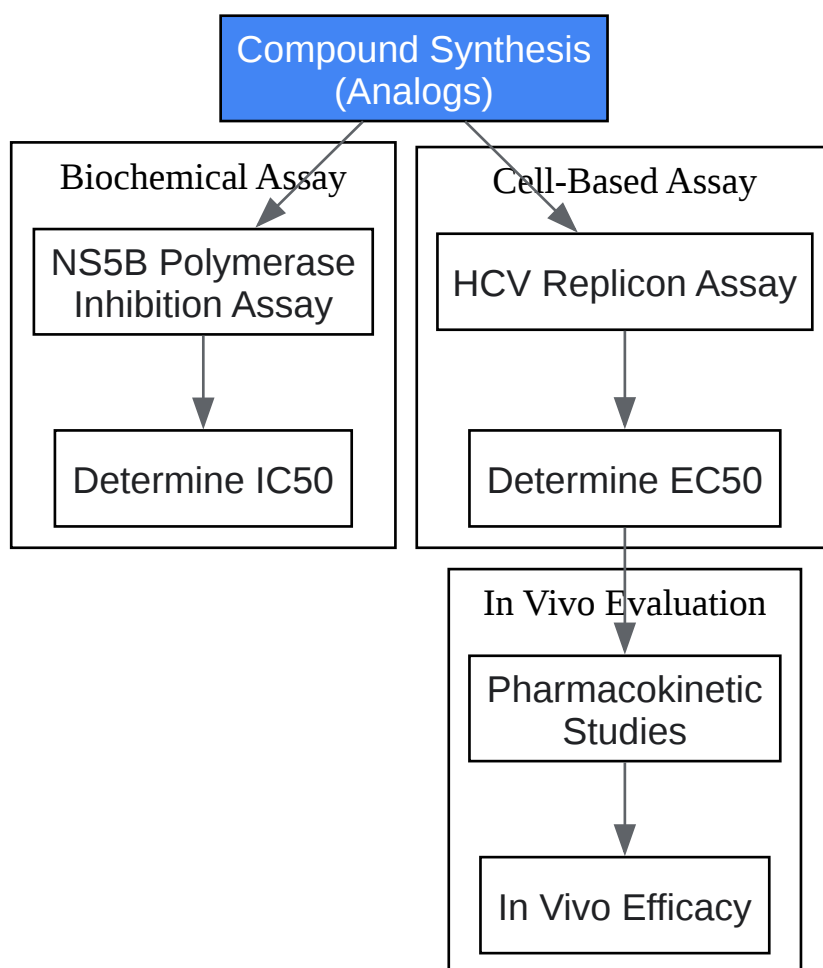 Compound Synthesis
(Analogs)
Biochemical Assay
NS5B Polymerase
Inhibition Assay
Determine IC50
Cell-Based Assay
HCV Replicon Assay
Determine EC50
In Vivo Evaluation
Pharmacokinetic
Studies
In Vivo Efficacy